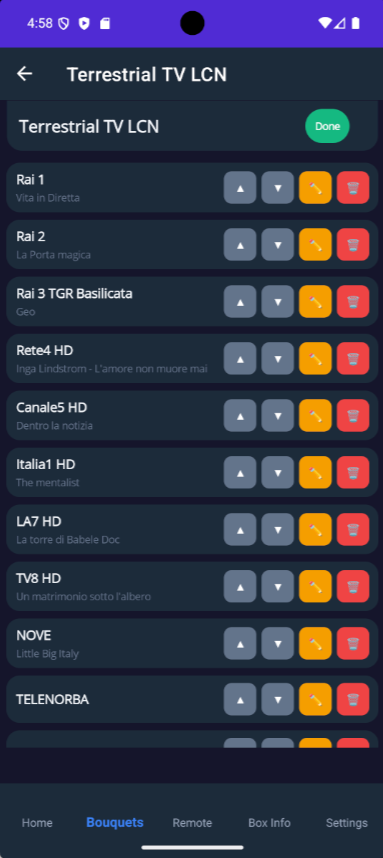 4:58
Terrestrial TV LCN
Terrestrial TV LCN
Done
Rai 1
Vita in Diretta
Rai 2
La Porta magica
Rai 3 TGR Basilicata
Geo
Rete4 HD
Inga Lindstrom - L'amore non muore mai
Canale5 HD
Dentro la notizia
Italia1 HD
The mentalist
LA7 HD
La torre di Babele Doc
TV8 HD
Un matrimonio sotto l'albero
NOVE
Little Big Italy
TELENORBA
Home Bouquets Remote Box Info Settings